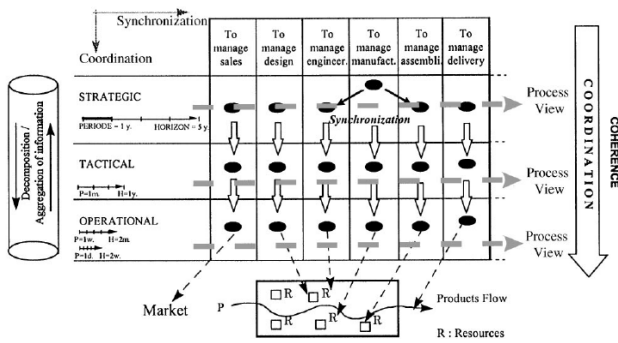 Synchronization
Coordination
To manage sales
To manage design
To manage engineer.
To manage manufact.
To manage assembli.
To manage delivery
STRATEGIC
PERIODE = 1 y. HORIZON = 5 y.
Synchronization
Process View
TACTICAL
P=1m. H=1y.
Process View
OPERATIONAL
P=1w. H=2m.
P=1d. H=2w.
Process View
Decomposition /
Aggregation of information
COORDINATION
COHERENCE
Market
P
R
R
R
R
R
R
Products Flow
R : Resources